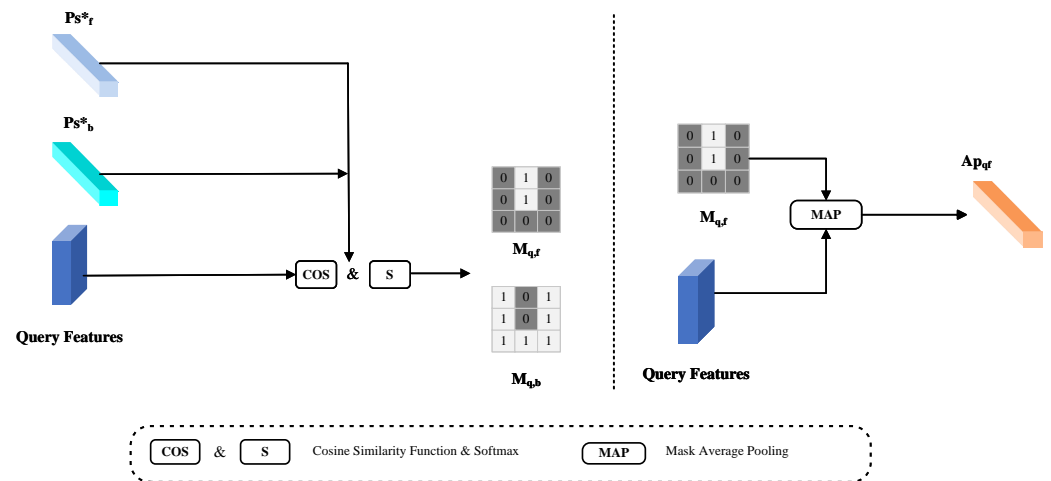 Ps*f
Ps*b
Query Features
COS & S
0 1 0
0 1 0
0 0 0
Mq,f
1 0 1
1 0 1
1 1 1
Mq,b
0 1 0
0 1 0
0 0 0
Mq,f
Query Features
MAP
Apqf
COS & S Cosine Similarity Function & Softmax
MAP Mask Average Pooling